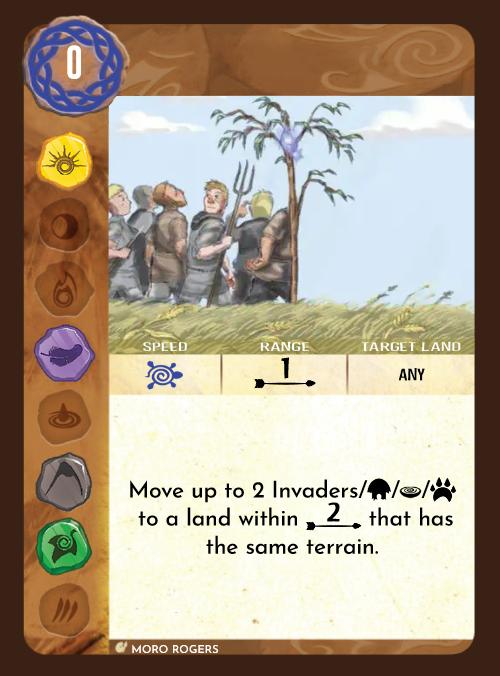 0
SPEED RANGE TARGET LAND
1 ANY
Move up to 2 Invaders/ / /
to a land within 2 that has
the same terrain.
MORO ROGERS